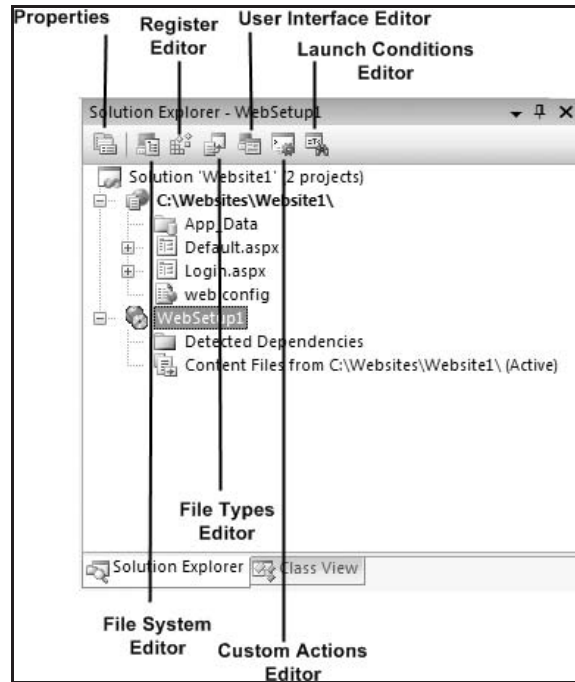 Properties
Register
Editor
User Interface Editor
Launch Conditions
Editor
Solution Explorer - WebSetup1
Solution 'Website1' (2 projects)
C:\Websites\Website1\
App_Data
Default.aspx
Login.aspx
web.config
WebSetup1
Detected Dependencies
Content Files from C:\Websites\Website1\ (Active)
File Types
Editor
Solution Explorer
Class View
File System
Editor
Custom Actions
Editor